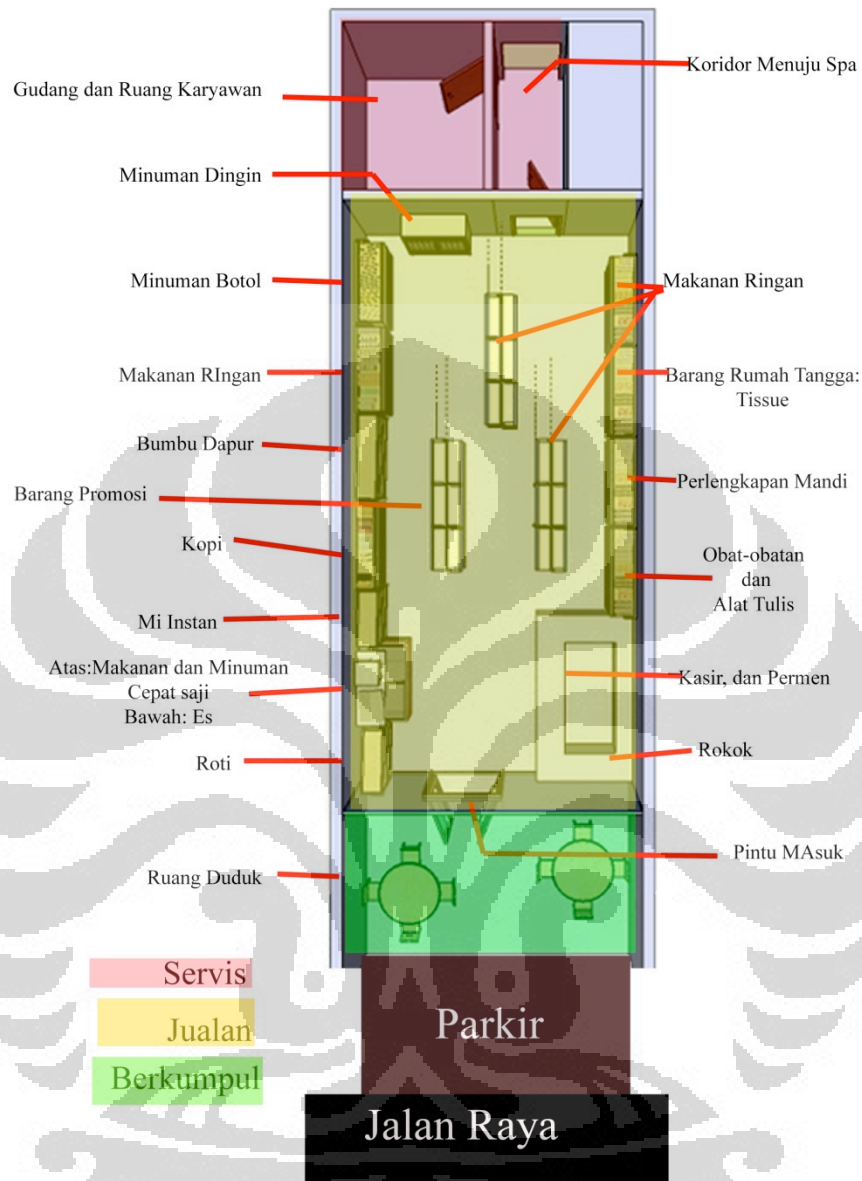 Koridor Menuju Spa
Gudang dan Ruang Karyawan
Minuman Dingin
Minuman Botol
Makanan Ringan
Makanan RIngan
Barang Rumah Tangga:
Tissue
Bumbu Dapur
Barang Promosi
Perlengkapan Mandi
Kopi
Obat-obatan
dan
Alat Tulis
Mi Instan
Atas:Makanan dan Minuman
Cepat saji
Bawah: Es
Kasir, dan Permen
Roti
Rokok
Pintu MAsuk
Ruang Duduk
Servis
Jualan
Berkumpul
Parkir
Jalan Raya